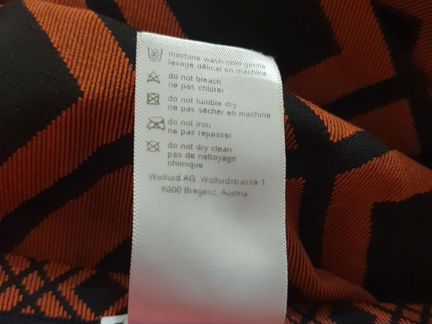 machine wash cold gentle
lavage délicat en machine
do not bleach
ne pas chlorer
do not tumble dry
ne pas sécher en machine
do not iron
ne pas repasser
do not dry clean
pas de nettoyage
chimique
Wolford AG, Wolfordstrasse 1
6900 Bregenz, Austria